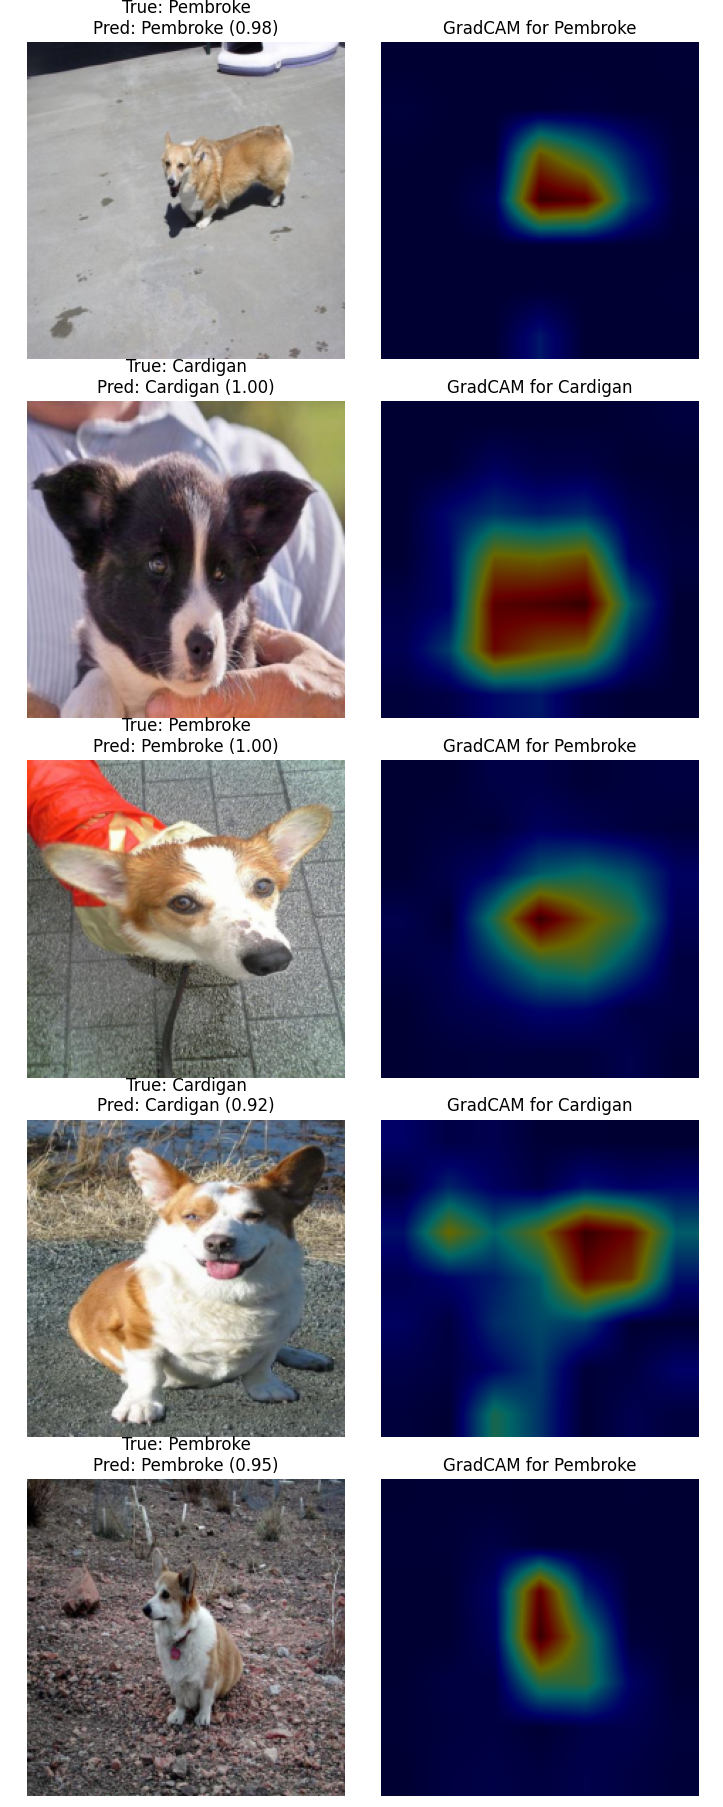 True: Pembroke
Pred: Pembroke (0.98)
GradCAM for Pembroke
True: Cardigan
Pred: Cardigan (1.00)
GradCAM for Cardigan
True: Pembroke
Pred: Pembroke (1.00)
GradCAM for Pembroke
True: Cardigan
Pred: Cardigan (0.92)
GradCAM for Cardigan
True: Pembroke
Pred: Pembroke (0.95)
GradCAM for Pembroke